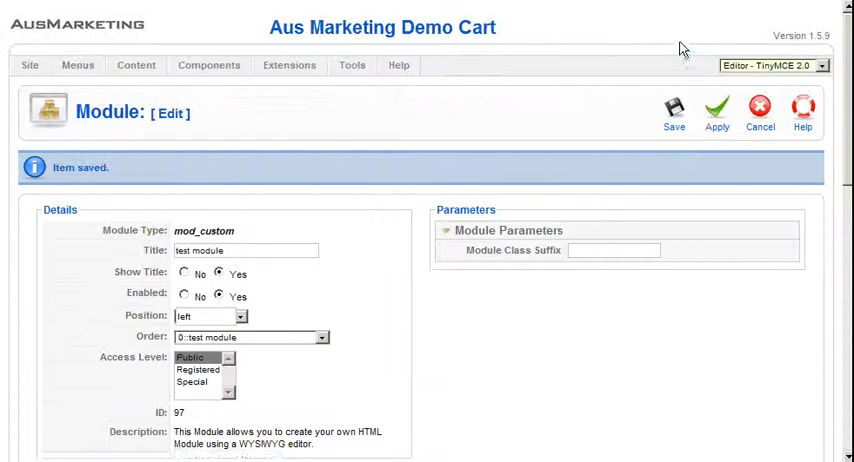 AUSMARKETING
Aus Marketing Demo Cart
Version 1.5.9
Site Menus Content Components Extensions Tools Help
Editor - TinyMCE 2.0
Module: [ Edit ]
Save Apply Cancel Help
Item saved.
Details
Module Type: mod_custom
Title: test module
Show Title: No Yes
Enabled: No Yes
Position: left
Order: 0::test module
Access Level: Public
Registered
Special
ID: 97
Description: This Module allows you to create your own HTML
Module using a WYSIWYG editor.
Parameters
Module Parameters
Module Class Suffix